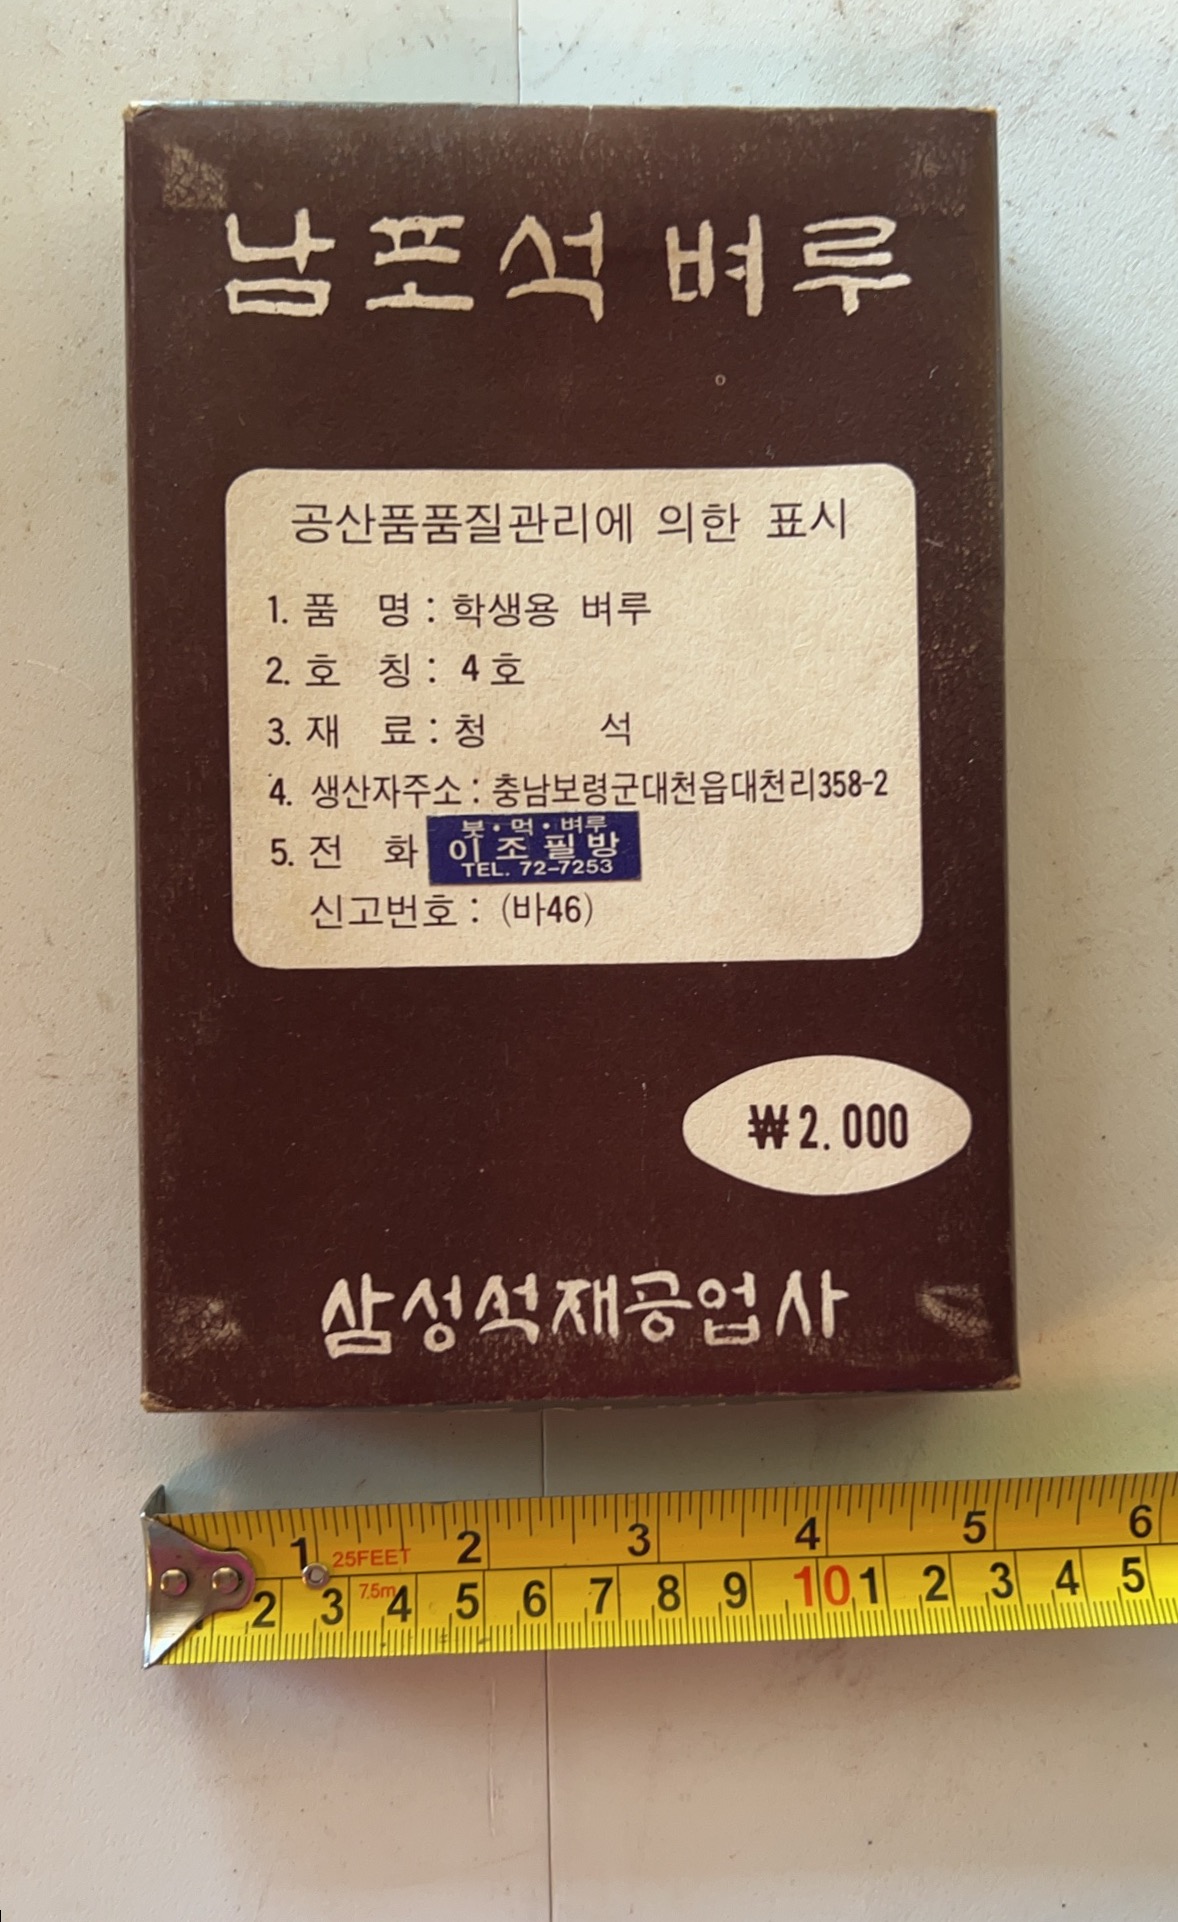 남포석 벼루
공산품품질관리에 의한 표시
1. 품 명 : 학생용 벼루
2. 호 칭 : 4호
3. 재 료 : 청 석
4. 생산자주소 : 충남보령군대천읍대천리358-2
5. 전 화
붓·먹·벼루
이조필방
TEL. 72-7253
신고번호 : (바46)
₩2.000
삼성석재공업사
1 25FEET 2 3 4 5 6
2 3 7.5m 4 5 6 7 8 9 10 1 2 3 4 5